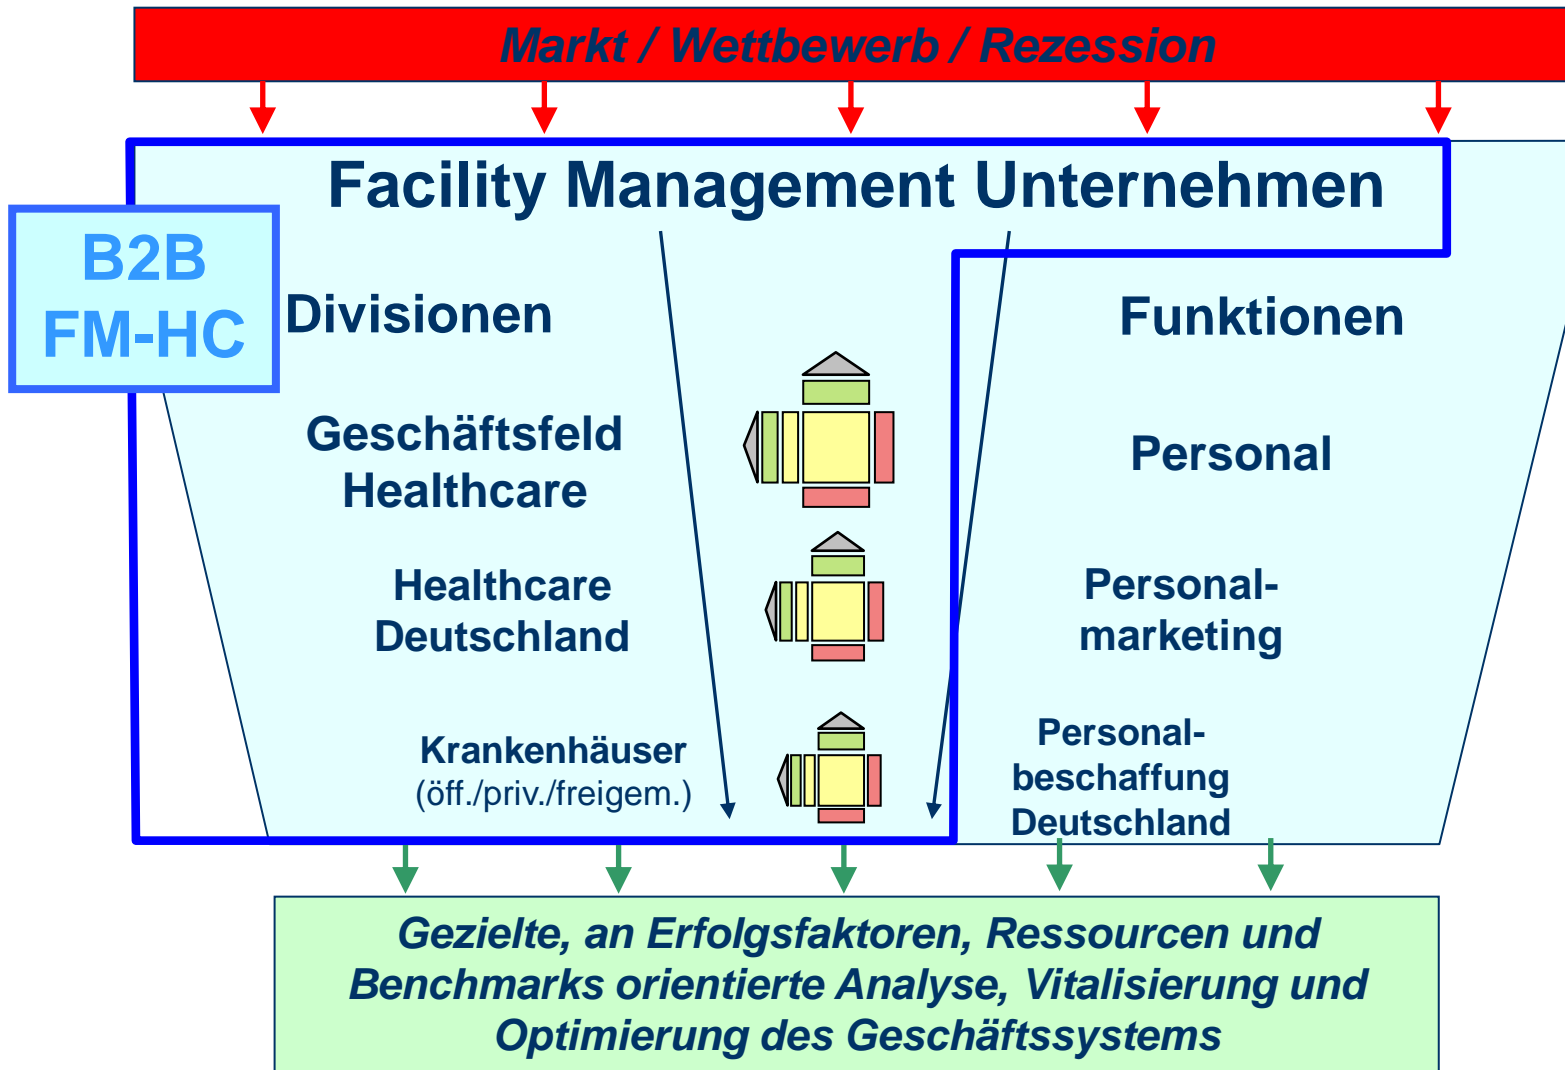 Markt / Wettbewerb / Rezession
Facility Management Unternehmen
B2B
FM-HC
Divisionen
Funktionen
Geschäftsfeld
Healthcare
Personal
Healthcare
Deutschland
Personal-
marketing
Krankenhäuser
(öff./priv./freigem.)
Personal-
beschaffung
Deutschland
Gezielte, an Erfolgsfaktoren, Ressourcen und
Benchmarks orientierte Analyse, Vitalisierung und
Optimierung des Geschäftssystems